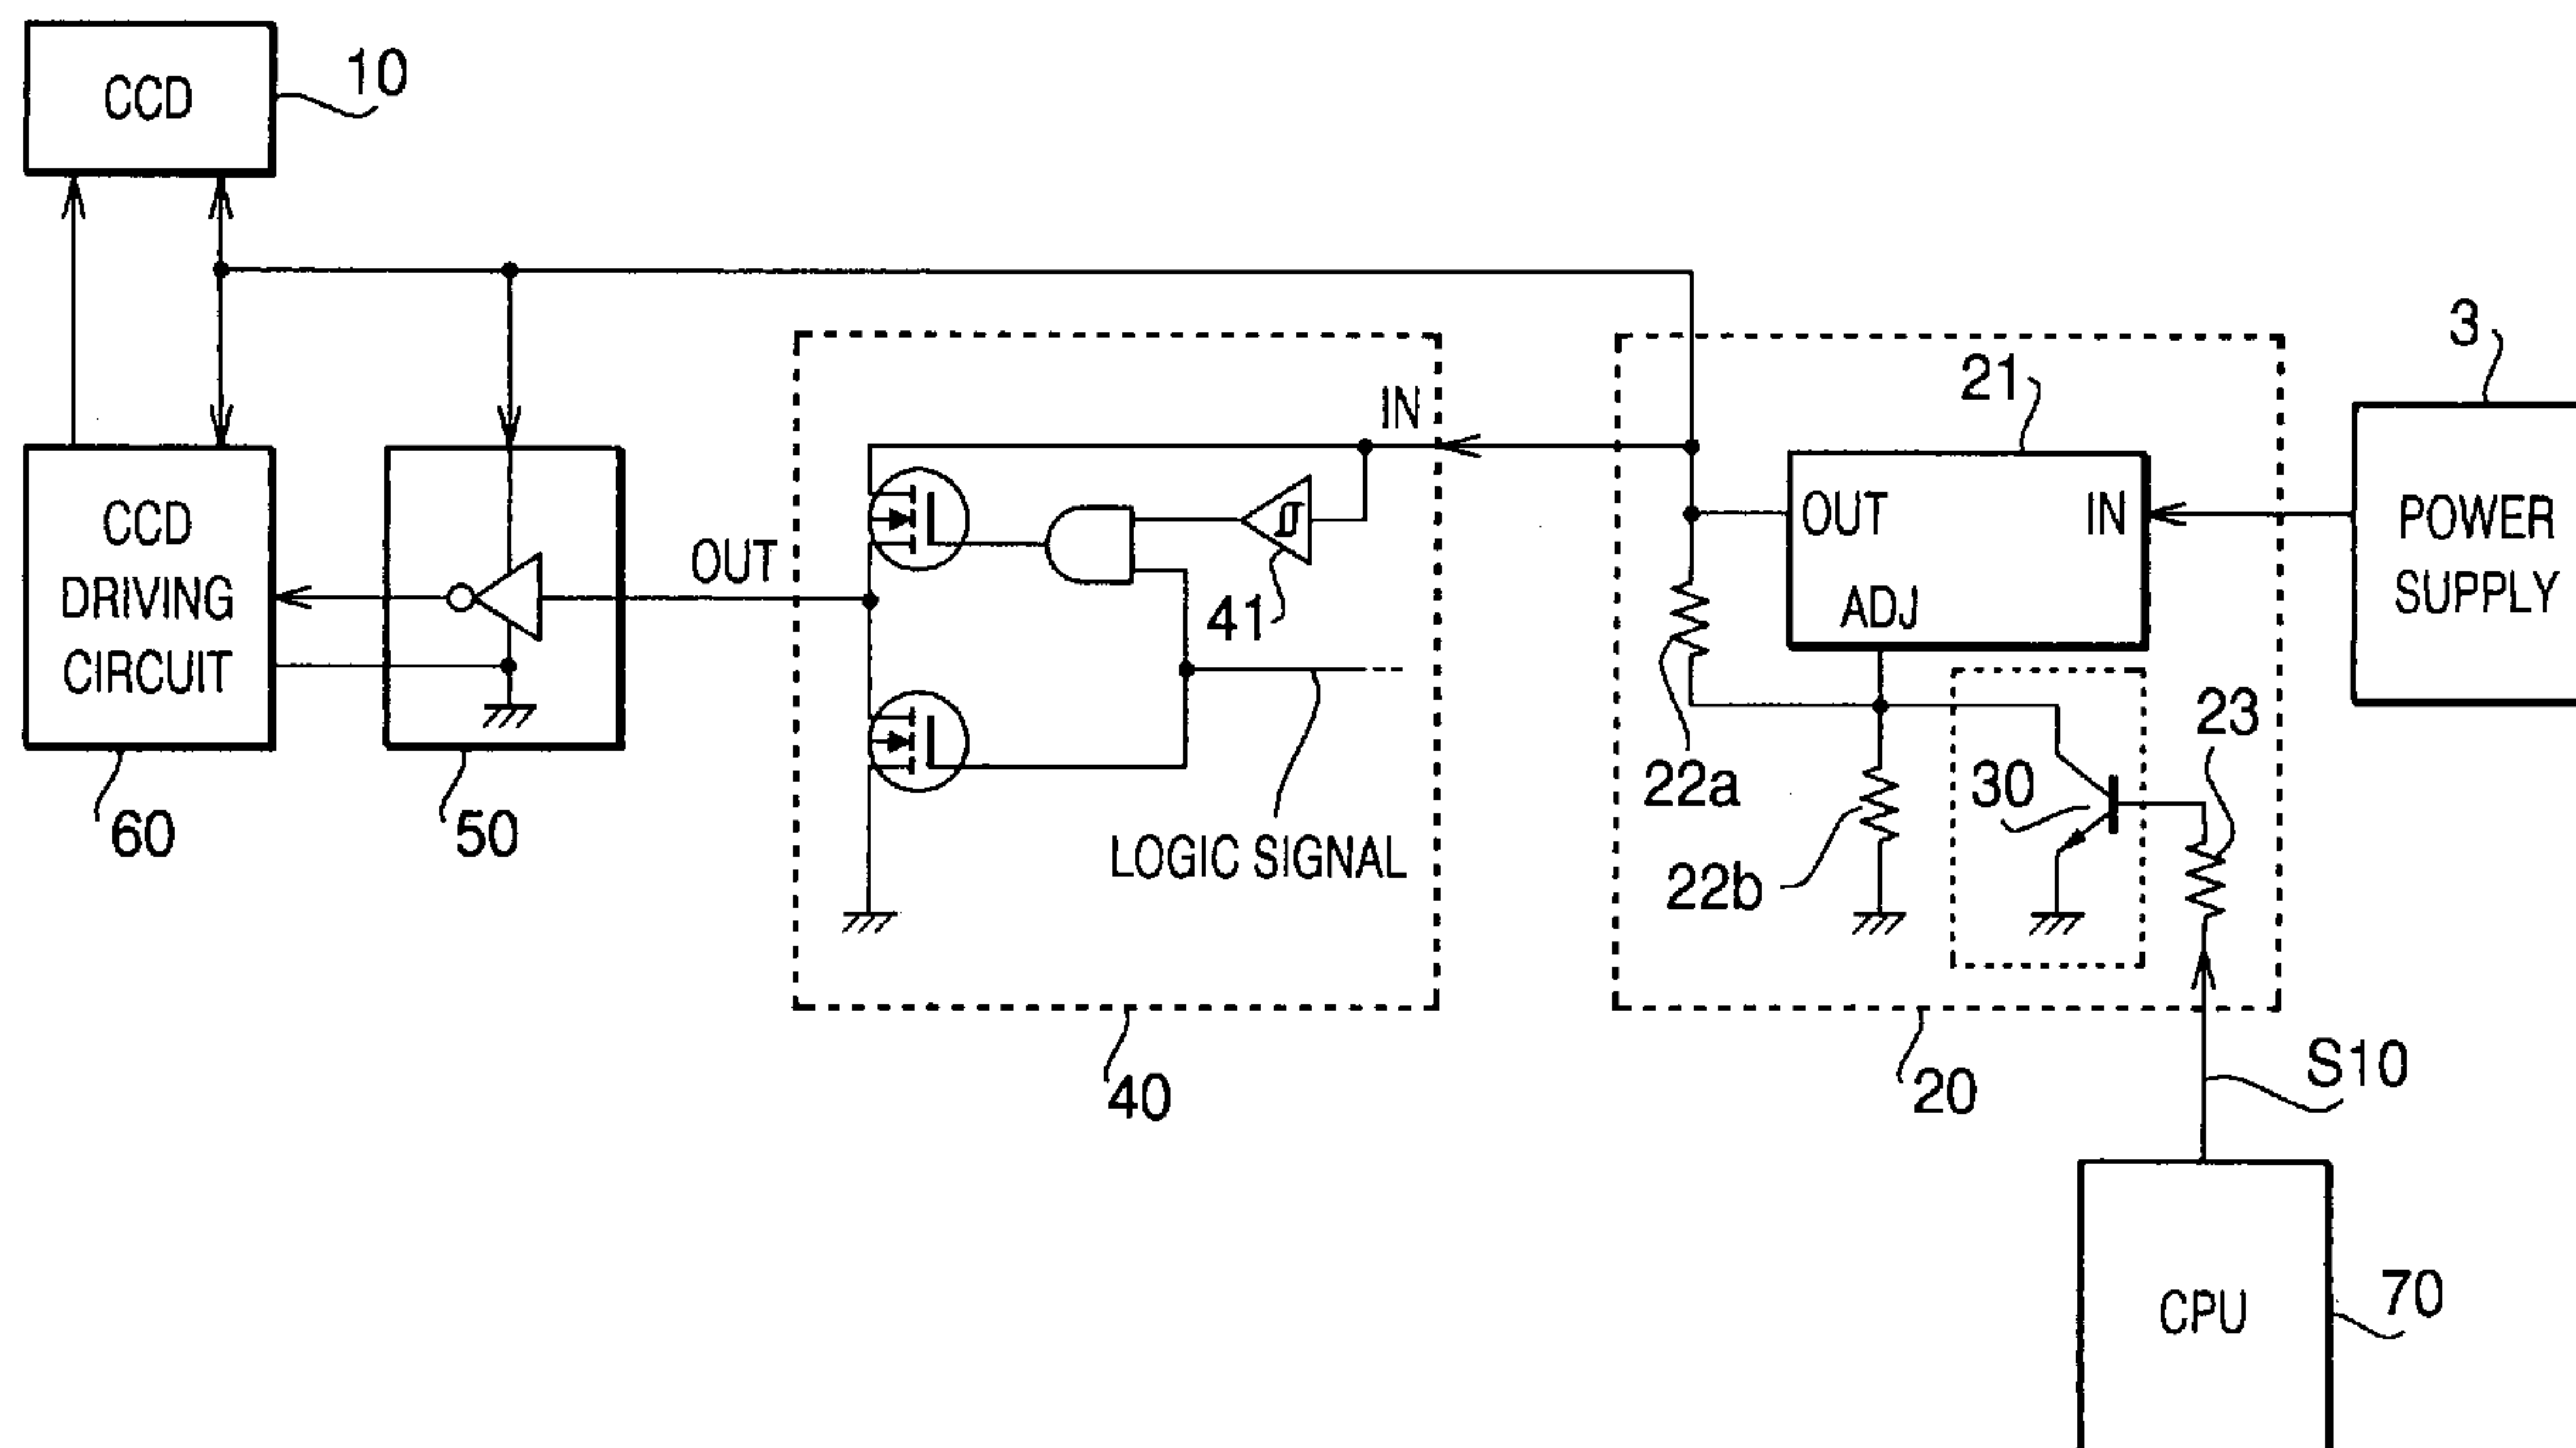 CCD
10
3
21
IN
OUT
IN
ADJ
POWER
SUPPLY
CCD
DRIVING
CIRCUIT
OUT
41
22a
23
30
22b
LOGIC SIGNAL
60
50
40
20
S10
CPU
70